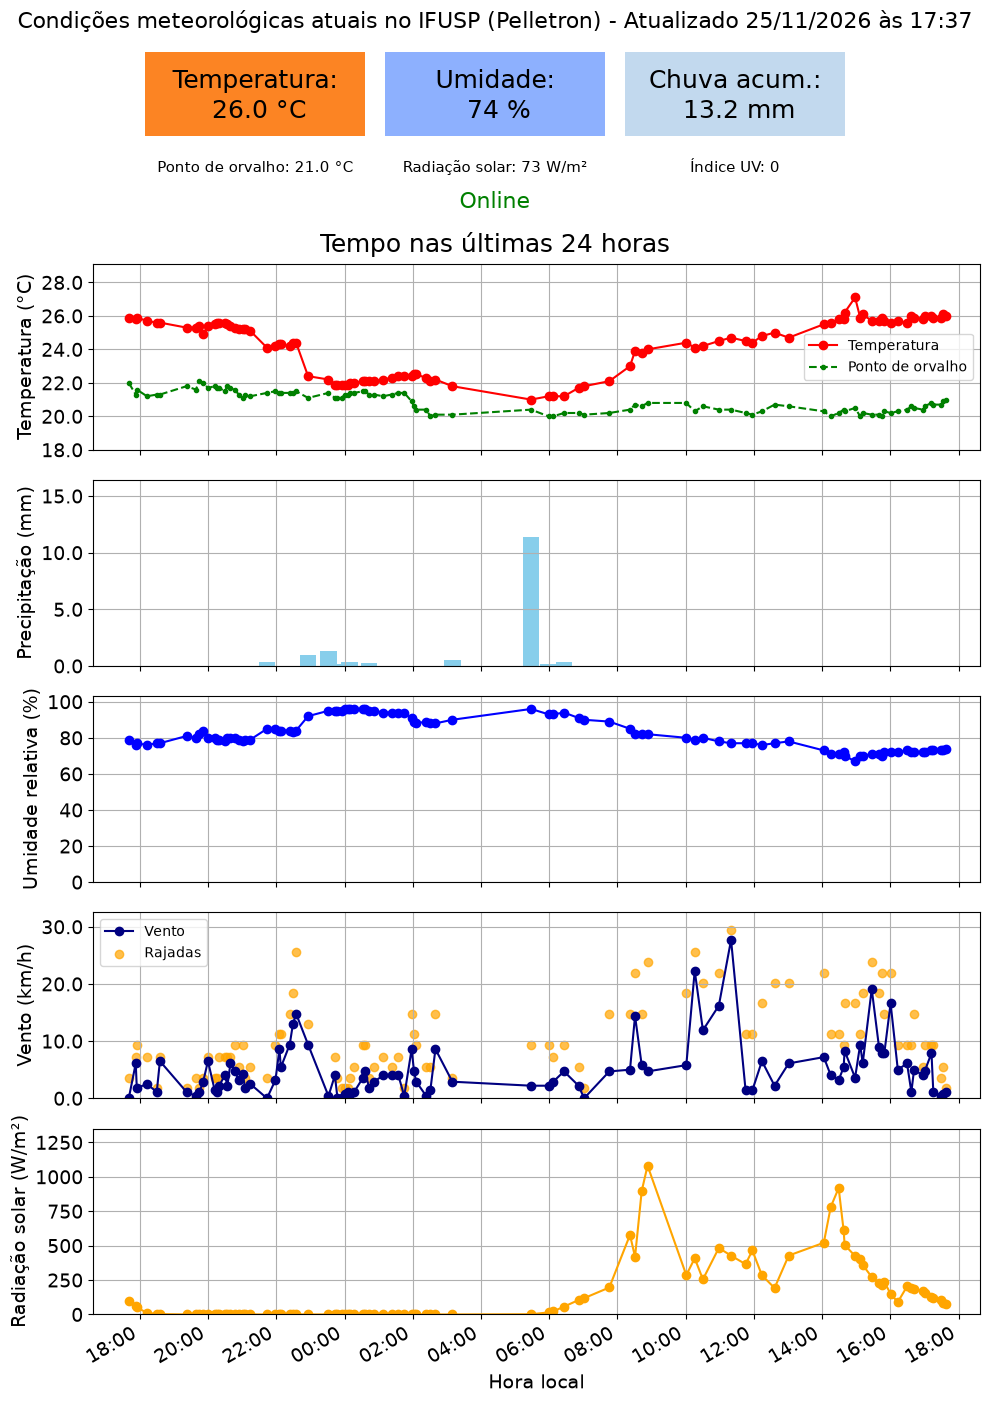 Condições meteorológicas atuais no IFUSP (Pelletron) - Atualizado 25/11/2026 às 17:37
Temperatura:
26.0 °C
Umidade:
74 %
Chuva acum.:
13.2 mm
Ponto de orvalho: 21.0 °C
Radiação solar: 73 W/m²
Índice UV: 0
Online
Tempo nas últimas 24 horas
Temperatura (°C)
28.0
26.0
24.0
22.0
20.0
18.0
Temperatura
Ponto de orvalho
Precipitação (mm)
15.0
10.0
5.0
0.0
Umidade relativa (%)
100
80
60
40
20
0
Vento (km/h)
30.0
20.0
10.0
0.0
Vento
Rajadas
Radiação solar (W/m²)
1250
1000
750
500
250
0
18:00
20:00
22:00
00:00
02:00
04:00
06:00
08:00
10:00
12:00
14:00
16:00
18:00
Hora local